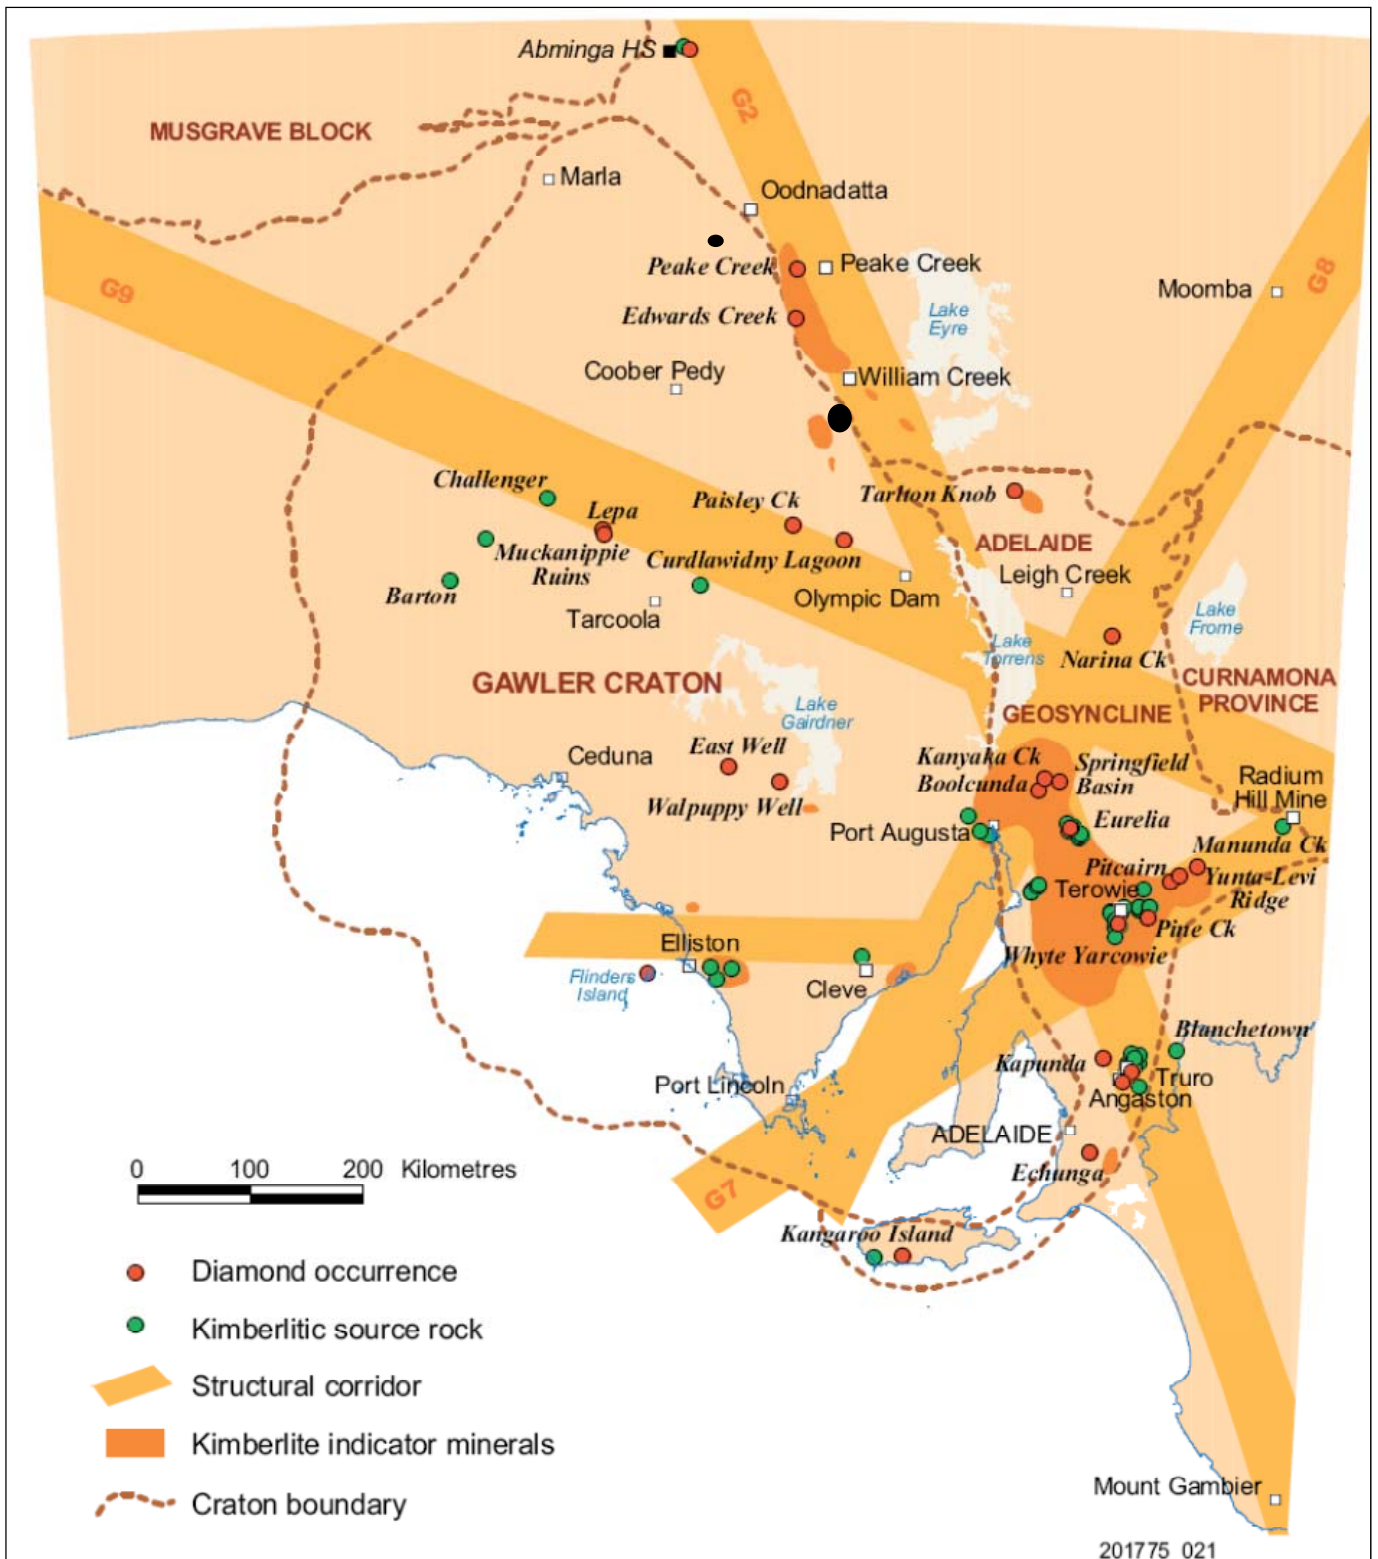 Abminga HS
G2
MUSGRAVE BLOCK
Marla
Oodnadatta
Peake Creek
Peake Creek
G8
Moomba
G9
Edwards Creek
Lake
Eyre
Coober Pedy
William Creek
Challenger
Lepa
Paisley Ck
Tarlton Knob
Muckanippie
Ruins
Curdlawidny Lagoon
ADELAIDE
Leigh Creek
Barton
Olympic Dam
Tarcoola
Lake
Frome
Lake
Torrens
Narina Ck
GAWLER CRATON
CURNAMONA
PROVINCE
Lake
Gairdner
GEOSYNCLINE
East Well
Ceduna
Kanyaka Ck
Boolcunda
Springfield
Basin
Radium
Hill Mine
Walpuppy Well
Port Augusta
Eurelia
Manunda Ck
Pitcairn
Terowie
Yunta-Levi
Ridge
Pine Ck
Elliston
Whyte Yarcowie
Flinders
Island
Cleve
Blanchetown
Kapunda
Truro
Port Lincoln
Angaston
ADELAIDE
0 100 200 Kilometres
Echunga
G7
Kangaroo Island
Diamond occurrence
Kimberlitic source rock
Structural corridor
Kimberlite indicator minerals
Craton boundary
Mount Gambier
201775_021